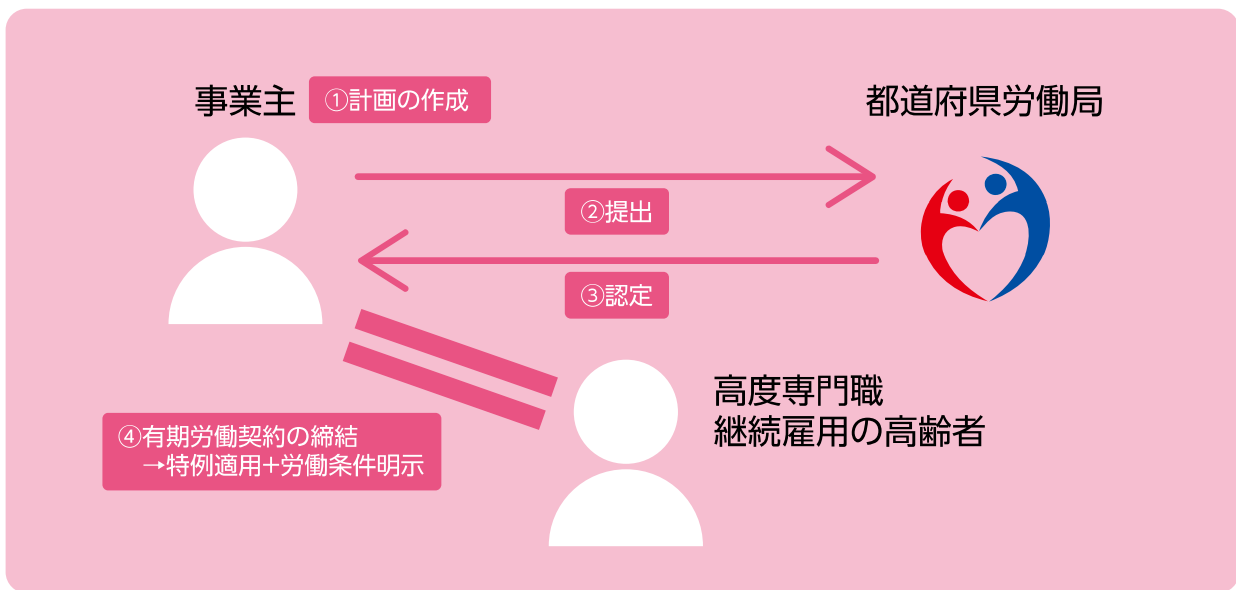 事業主
①計画の作成
都道府県労働局
②提出
③認定
高度専門職
継続雇用の高齢者
④有期労働契約の締結
→特例適用+労働条件明示